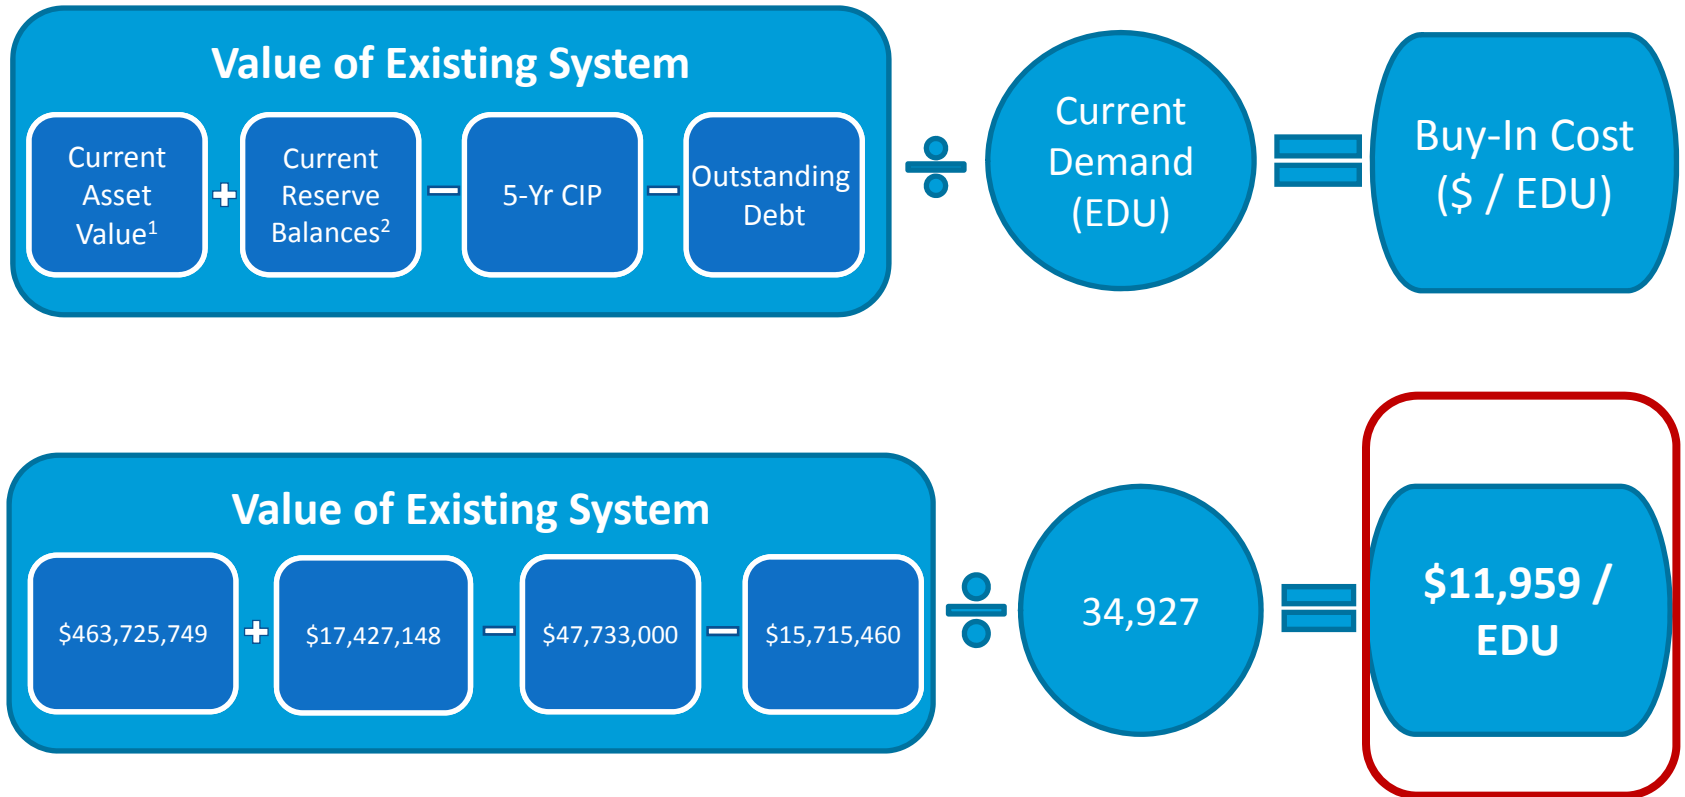 Value of Existing System
Current
Asset
Value1
+
Current
Reserve
Balances2
−
5-Yr CIP
−
Outstanding
Debt
÷
Current
Demand
(EDU)
=
Buy-In Cost
($ / EDU)
Value of Existing System
$463,725,749
+
$17,427,148
−
$47,733,000
−
$15,715,460
÷
34,927
=
$11,959 /
EDU